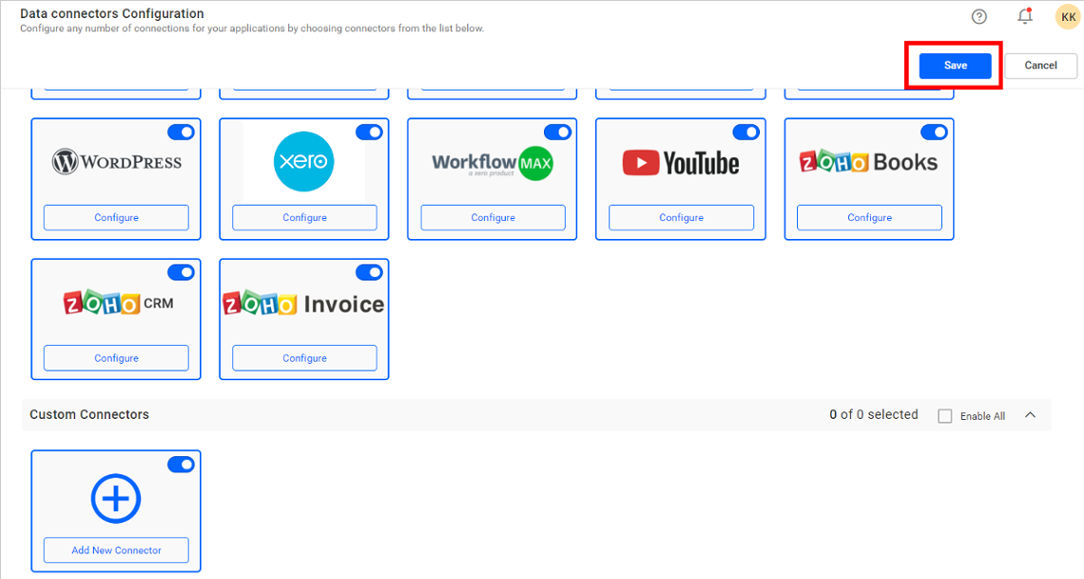 Data connectors Configuration
Configure any number of connections for your applications by choosing connectors from the list below.
KK
Save
Cancel
WORDPRESS
xero
Workflow MAX
a xero product
YouTube
ZOHO Books
Configure
Configure
Configure
Configure
Configure
ZOHO CRM
ZOHO Invoice
Configure
Configure
Custom Connectors
0 of 0 selected
Enable All
Add New Connector